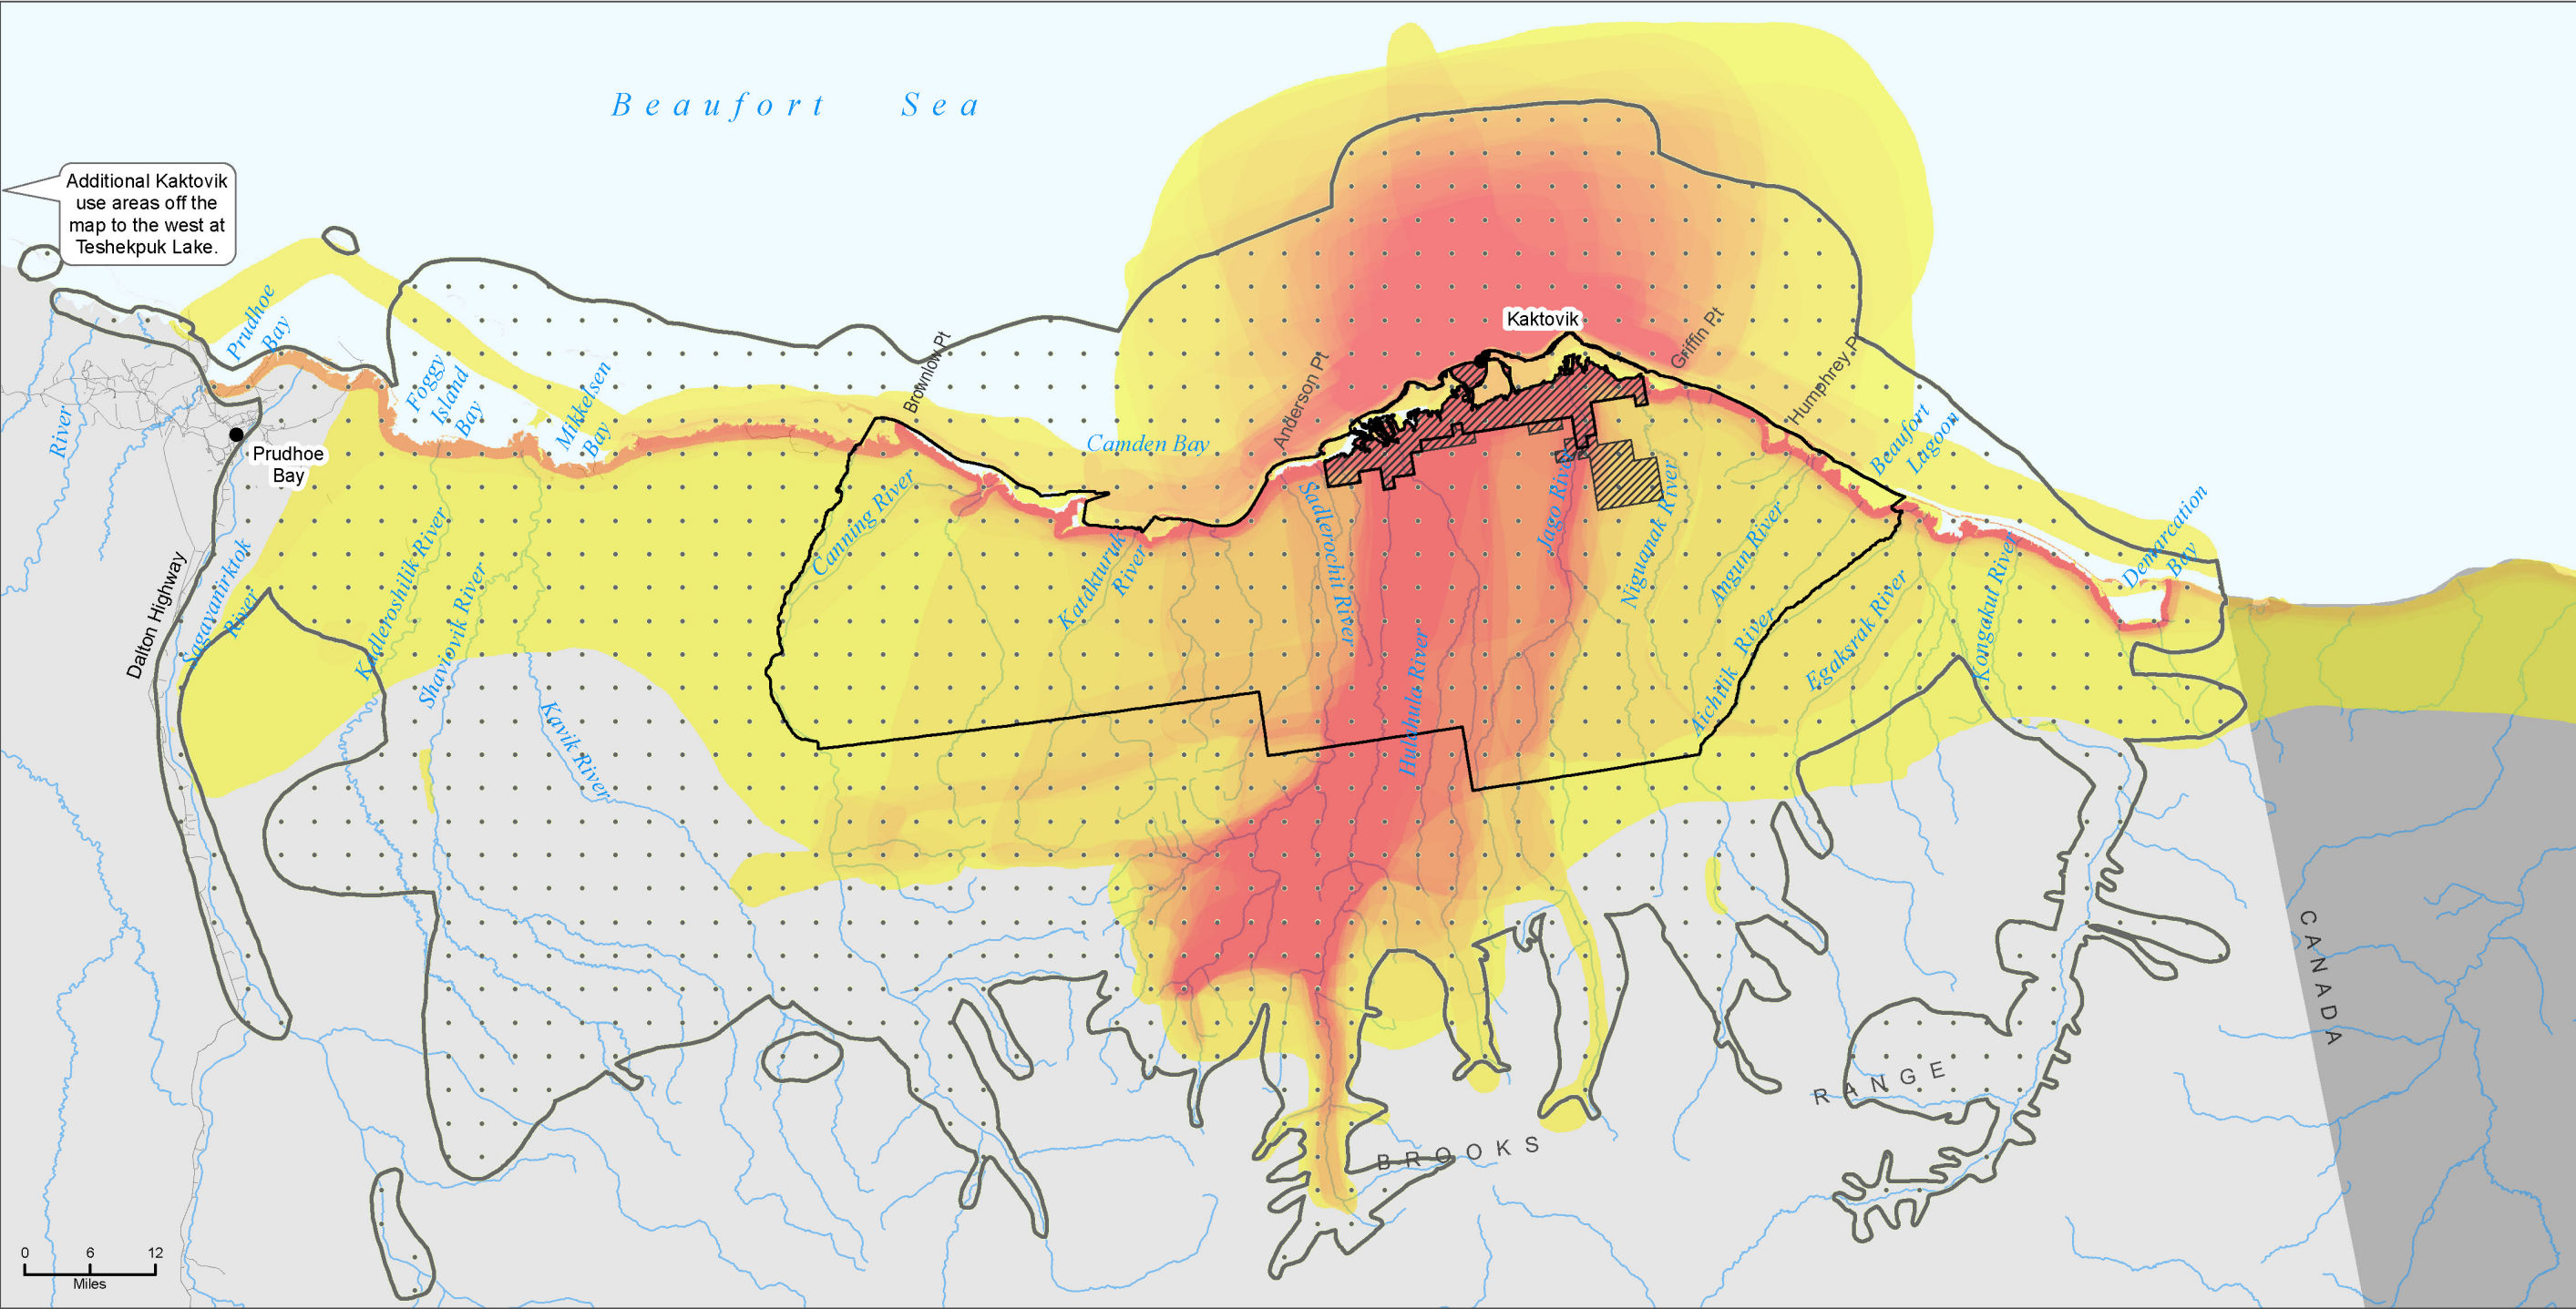 Beaufort Sea
Additional Kaktovik
use areas off the
map to the west at
Teshekpuk Lake.
Prudhoe
Bay
Foggy
Island
Bay
Mikkelsen
Bay
Brownlow Pt
Camden Bay
Anderson Pt
Kaktovik
Griffin Pt
Humphrey Pt
Beaufort
Lagoon
Demarcation
Bay
River
Prudhoe
Bay
Dalton Highway
Sagavanirktok
River
Kadleroshilik River
Shaviovik River
Kavik River
Canning River
Katakturuk
River
Sadlerochit River
Hulahula River
Jago River
Niguanak River
Angun River
Aichilik River
Egaksrak River
Kongakut River
CANADA
BROOKS
RANGE
0 6 12
Miles